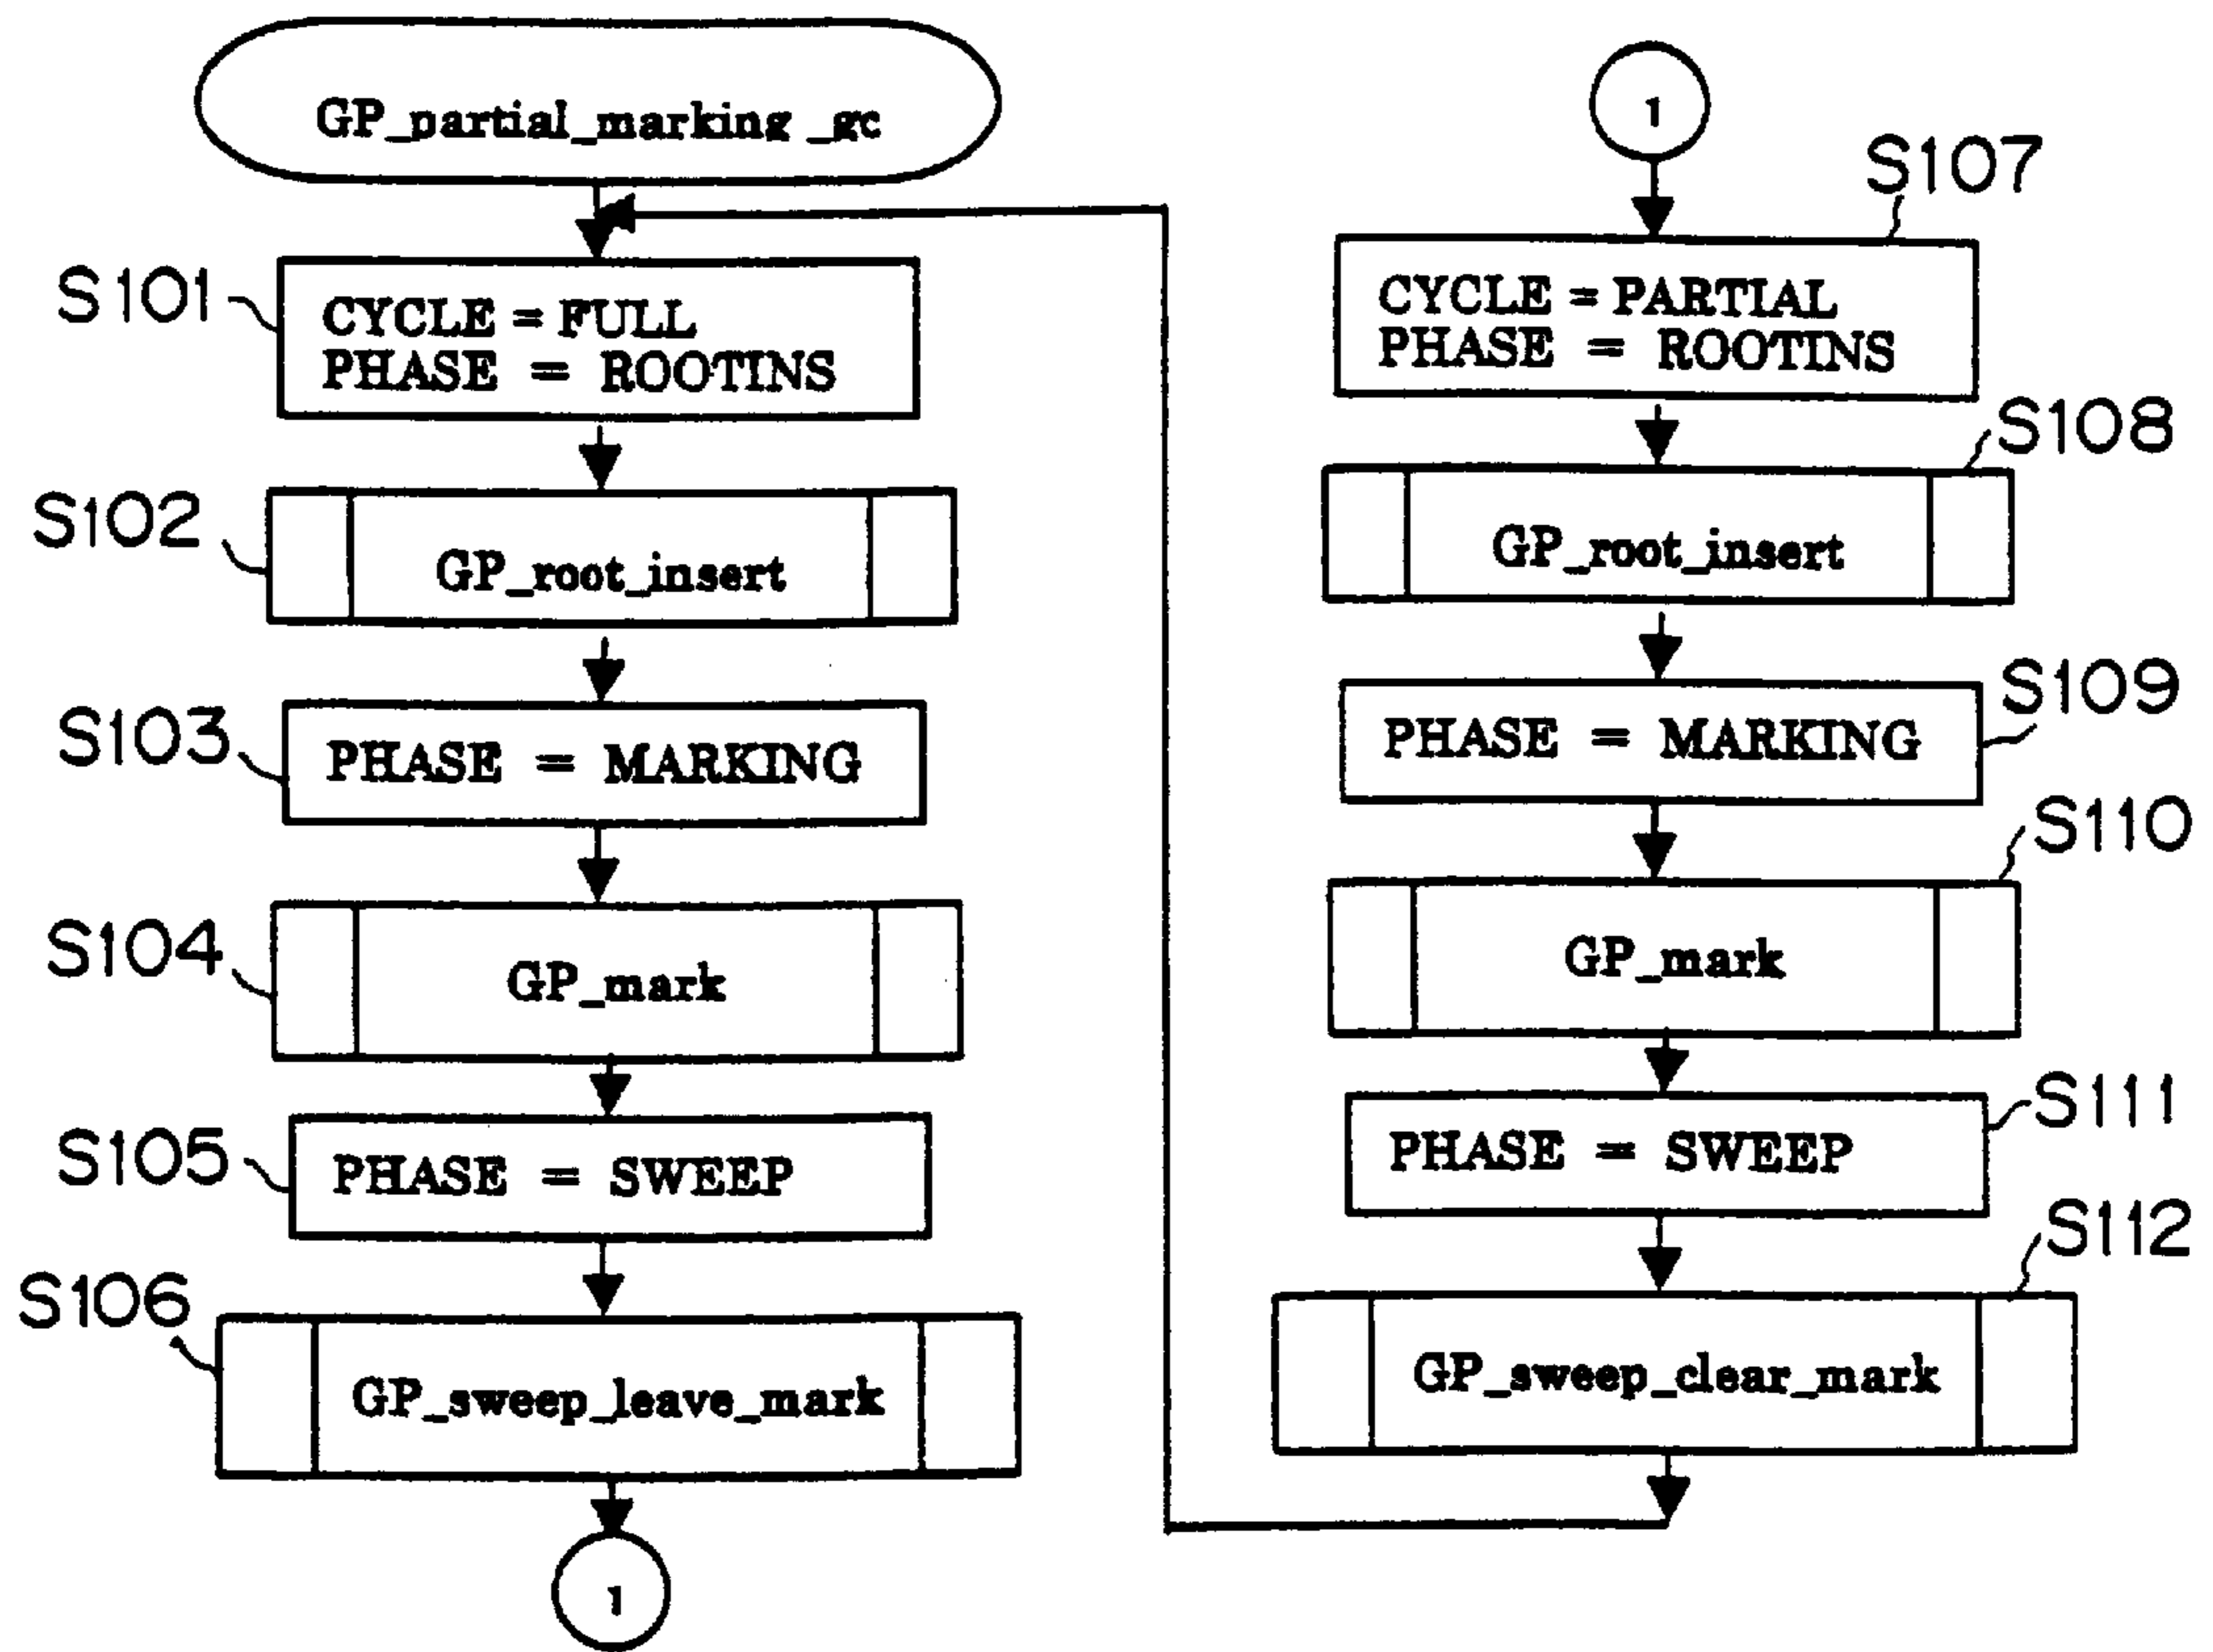 GP_partial_marking _gc
S101
CYCLE = FULL
PHASE = ROOTINS
S102
GP_root_insert
S103
PHASE = MARKING
S104
GP_mark
S105
PHASE = SWEEP
S106
GP_sweep_leave_mark
1
1
S107
CYCLE = PARTIAL
PHASE = ROOTINS
S108
GP_root_insert
S109
PHASE = MARKING
S110
GP_mark
S111
PHASE = SWEEP
S112
GP_sweep_clear_mark